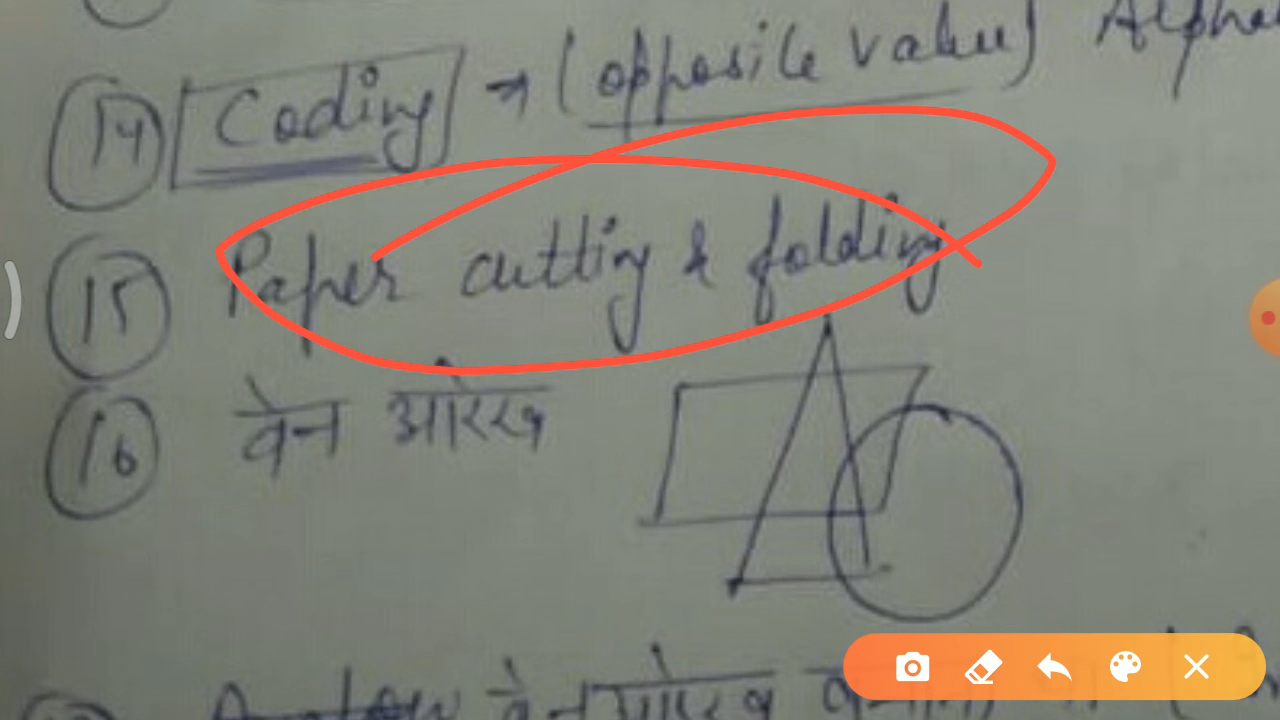 14 Coding → (opposite value) Alpha
15 Paper cutting & folding
16 वेन आरेख